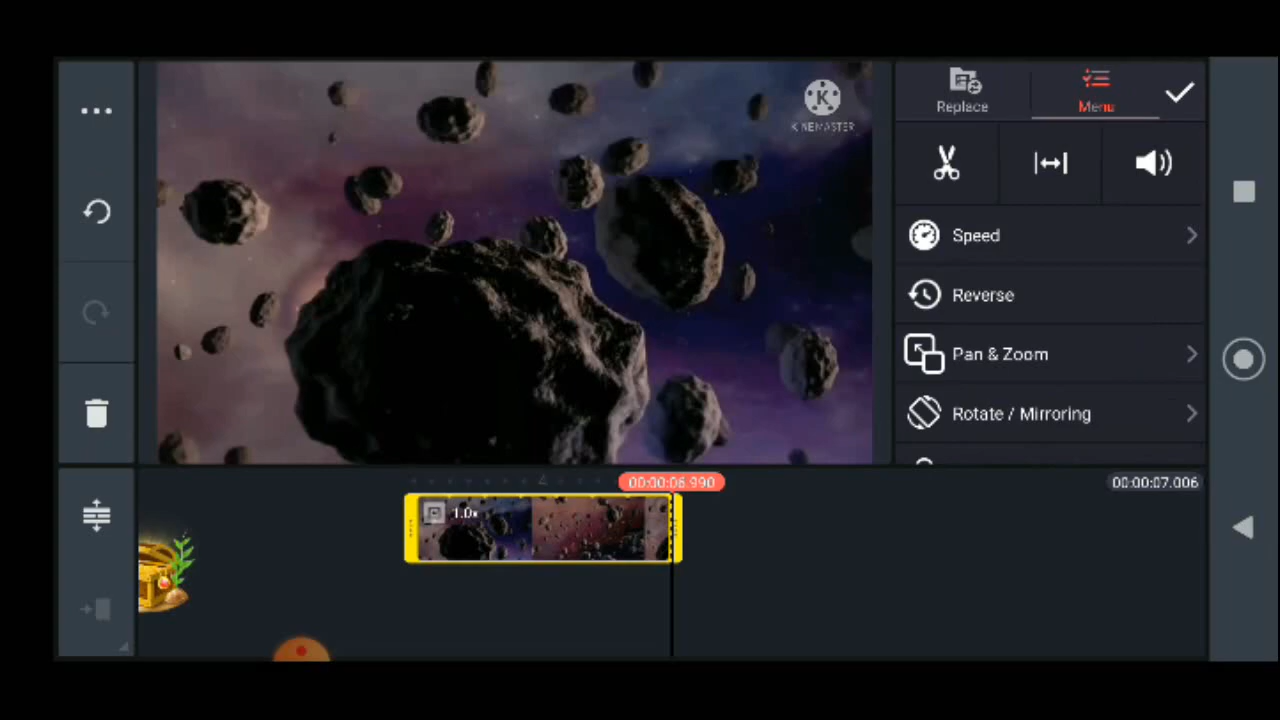 Replace
Menu
K
KINEMASTER
Speed
Reverse
Pan & Zoom
Rotate / Mirroring
4
00:00:06.990
00:00:07.006
1.0x